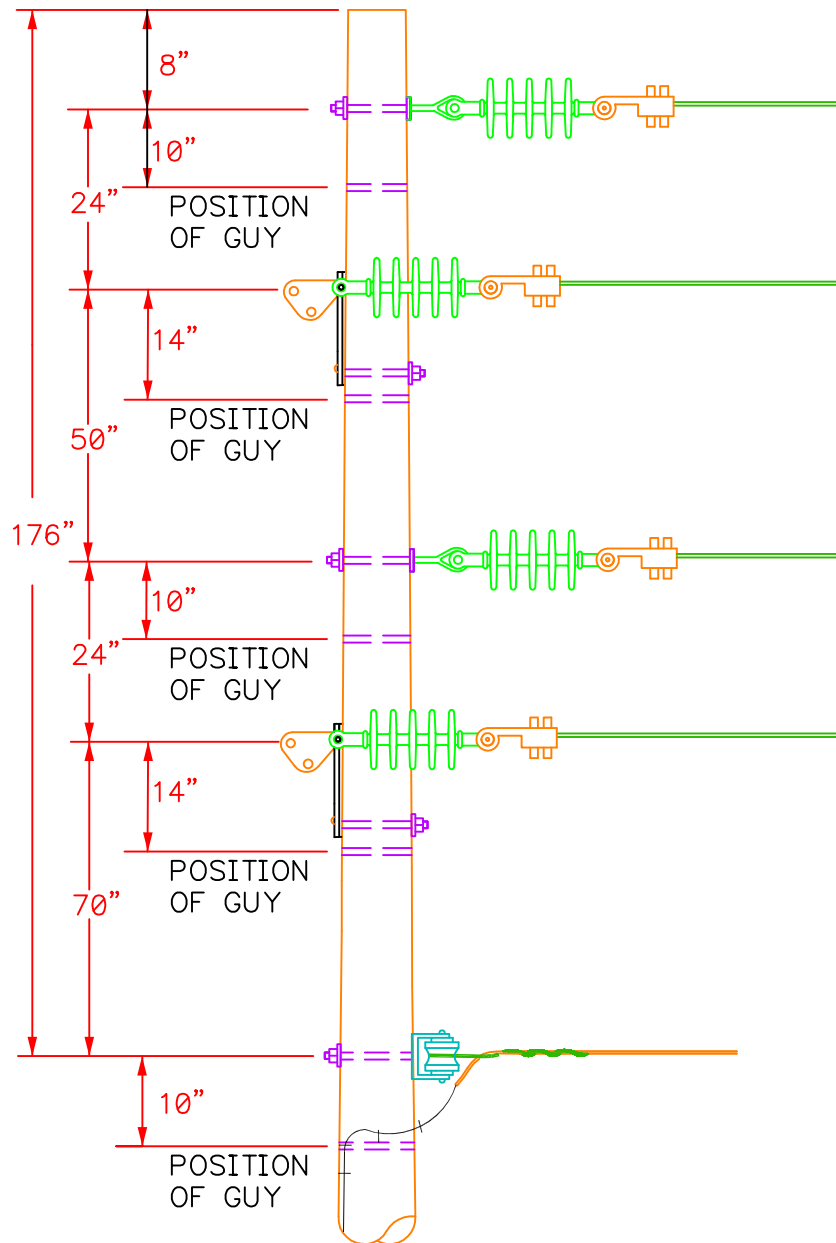 8”
10”
24”
POSITION
OF GUY
14”
POSITION
OF GUY
50”
176”
10”
24”
POSITION
OF GUY
14”
POSITION
OF GUY
70”
10”
POSITION
OF GUY